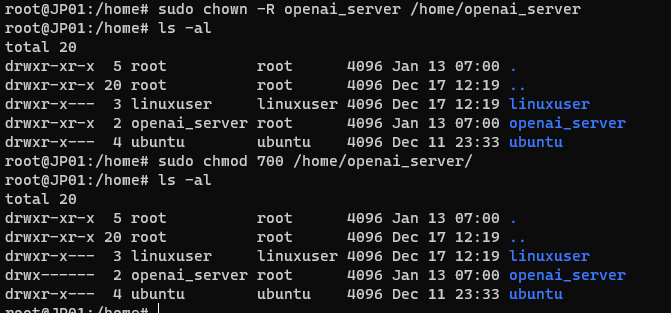 root@JP01:/home# sudo chown -R openai_server /home/openai_server
root@JP01:/home# ls -al
total 20
drwxr-xr-x  5 root          root      4096 Jan 13 07:00 .
drwxr-xr-x 20 root          root      4096 Dec 17 12:19 ..
drwxr-x---  3 linuxuser     linuxuser 4096 Dec 17 12:19 linuxuser
drwxr-xr-x  2 openai_server root      4096 Jan 13 07:00 openai_server
drwxr-x---  4 ubuntu        ubuntu    4096 Dec 11 23:33 ubuntu
root@JP01:/home# sudo chmod 700 /home/openai_server/
root@JP01:/home# ls -al
total 20
drwxr-xr-x  5 root          root      4096 Jan 13 07:00 .
drwxr-xr-x 20 root          root      4096 Dec 17 12:19 ..
drwxr-x---  3 linuxuser     linuxuser 4096 Dec 17 12:19 linuxuser
drwx------  2 openai_server root      4096 Jan 13 07:00 openai_server
drwxr-x---  4 ubuntu        ubuntu    4096 Dec 11 23:33 ubuntu
root@JP01:/home#